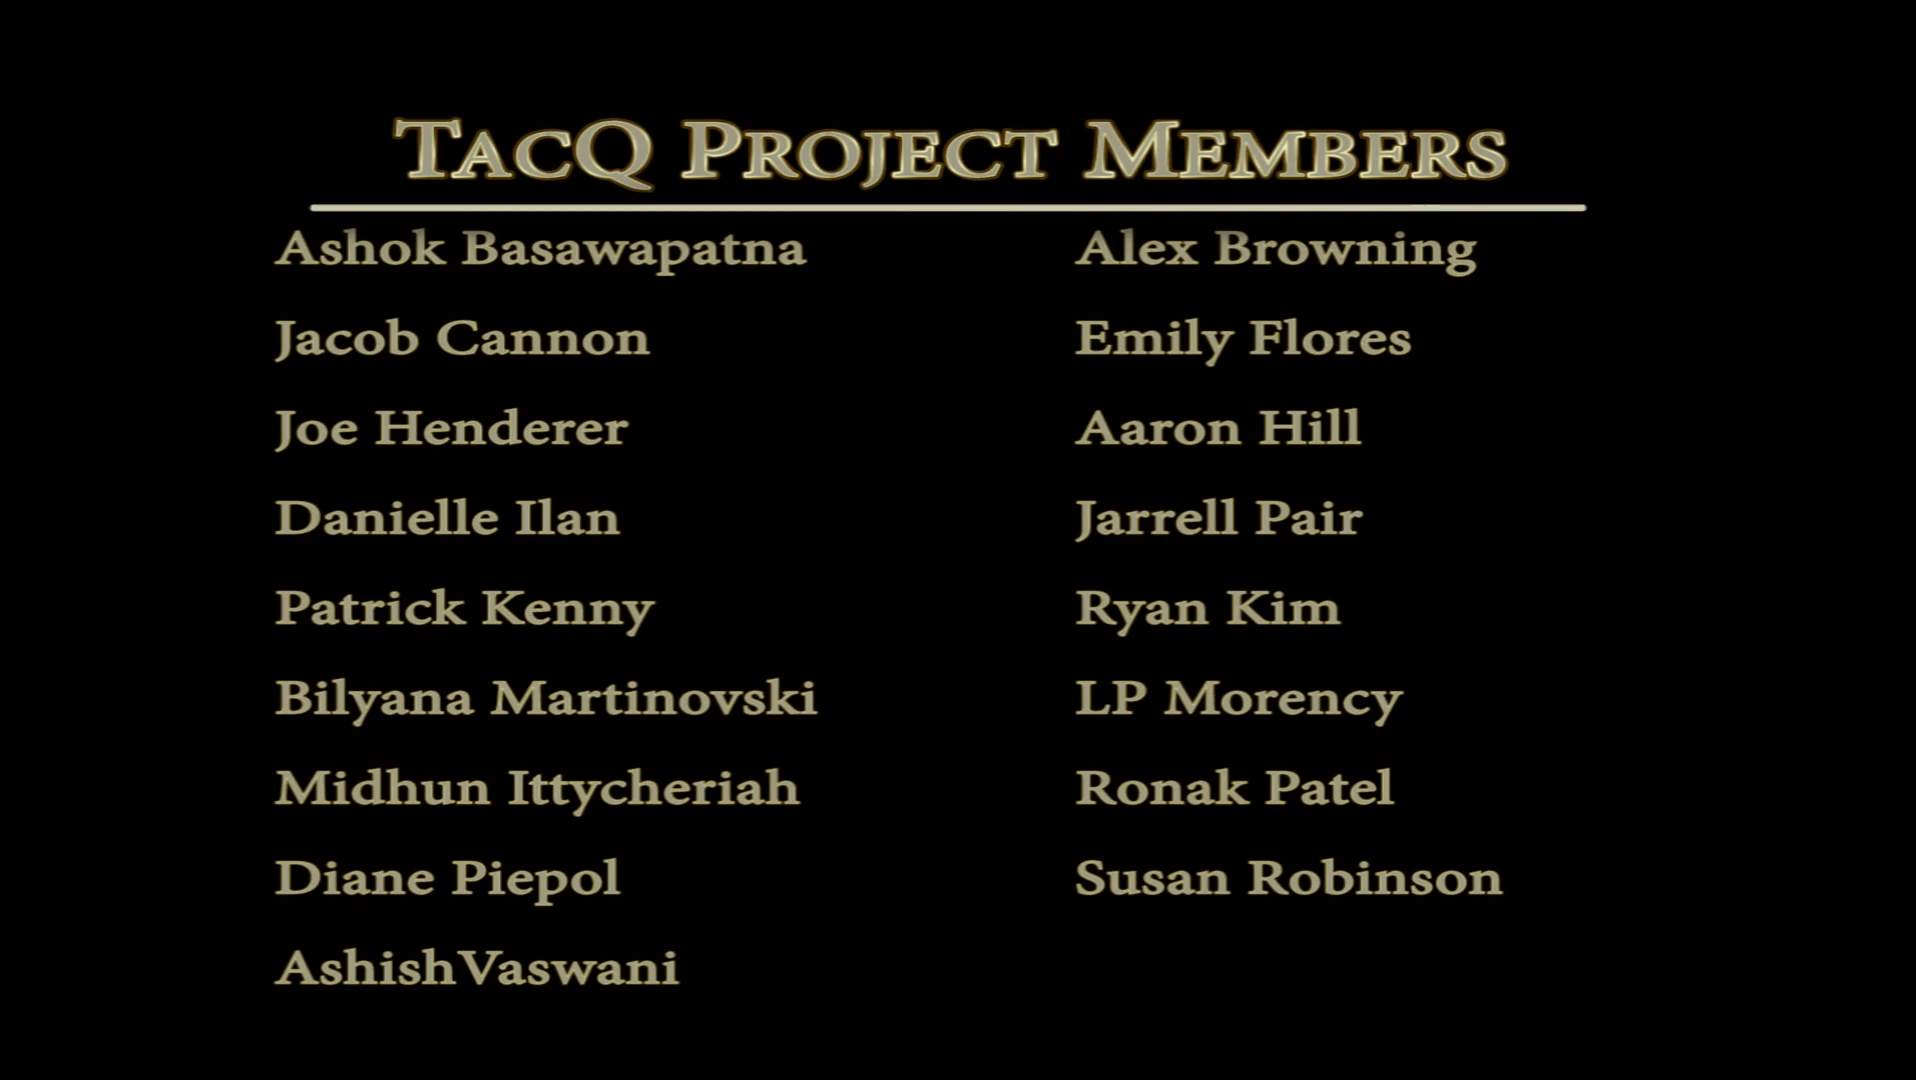 TacQ Project Members
Ashok Basawapatna
Jacob Cannon
Joe Henderer
Danielle Ilan
Patrick Kenny
Bilyana Martinovski
Midhun Ittycheriah
Diane Piepol
AshishVaswani
Alex Browning
Emily Flores
Aaron Hill
Jarrell Pair
Ryan Kim
LP Morency
Ronak Patel
Susan Robinson